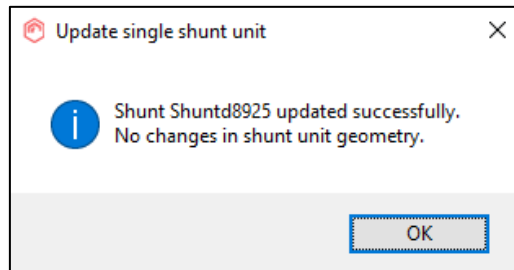 Update single shunt unit
Shunt Shuntd8925 updated successfully.
No changes in shunt unit geometry.
OK